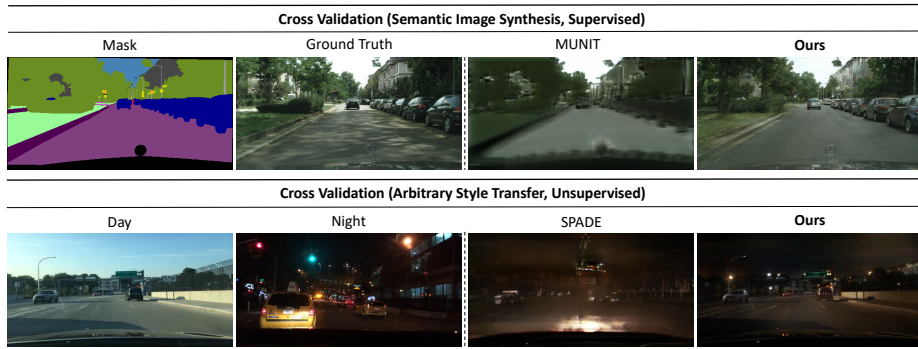 Cross Validation (Semantic Image Synthesis, Supervised)
Mask Ground Truth MUNIT Ours
Cross Validation (Arbitrary Style Transfer, Unsupervised)
Day Night SPADE Ours